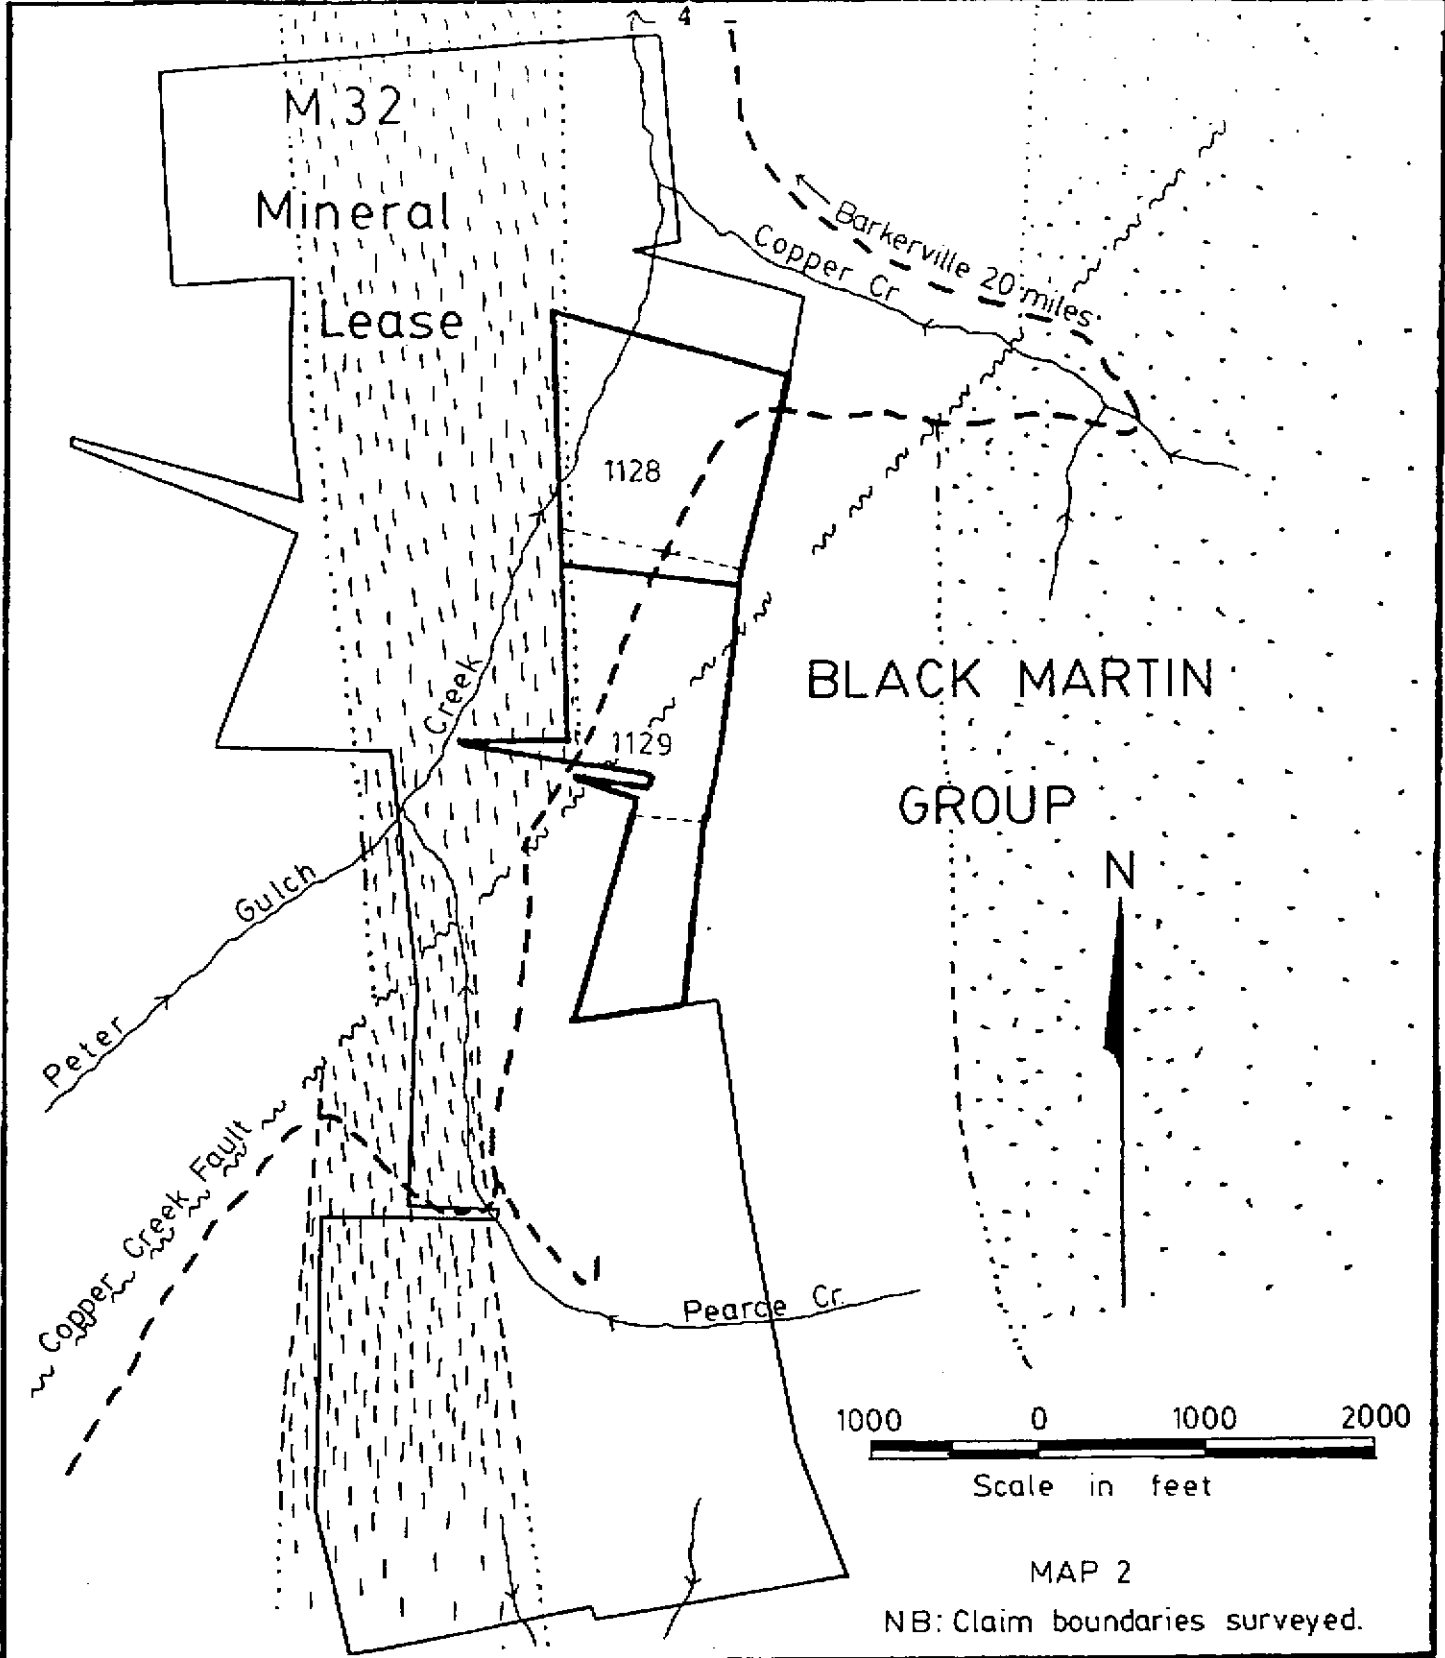 4
M.32
Mineral
Lease
Barkerville 20 miles
Copper Cr
1128
Creek
1129
BLACK MARTIN
GROUP
N
Peter Gulch
Copper Creek Fault
Pearce Cr.
1000 0 1000 2000
Scale in feet
MAP 2
NB: Claim boundaries surveyed.